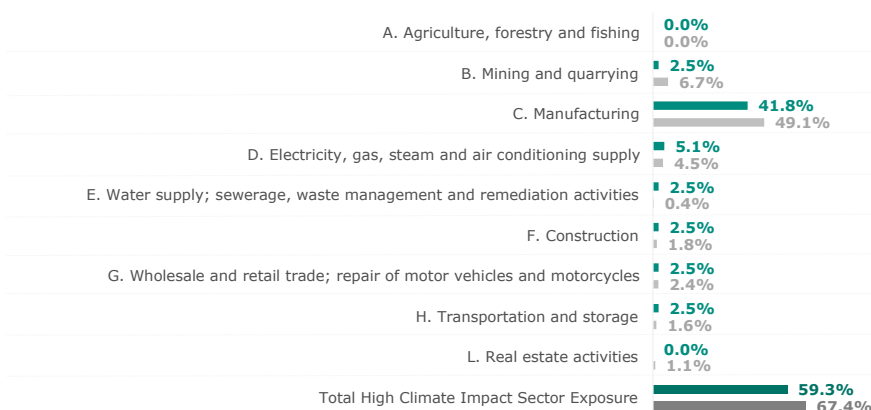 A. Agriculture, forestry and fishing
0.0%
0.0%
B. Mining and quarrying
2.5%
6.7%
C. Manufacturing
41.8%
49.1%
D. Electricity, gas, steam and air conditioning supply
5.1%
4.5%
E. Water supply; sewerage, waste management and remediation activities
2.5%
0.4%
F. Construction
2.5%
1.8%
G. Wholesale and retail trade; repair of motor vehicles and motorcycles
2.5%
2.4%
H. Transportation and storage
2.5%
1.6%
L. Real estate activities
0.0%
1.1%
Total High Climate Impact Sector Exposure
59.3%
67.4%